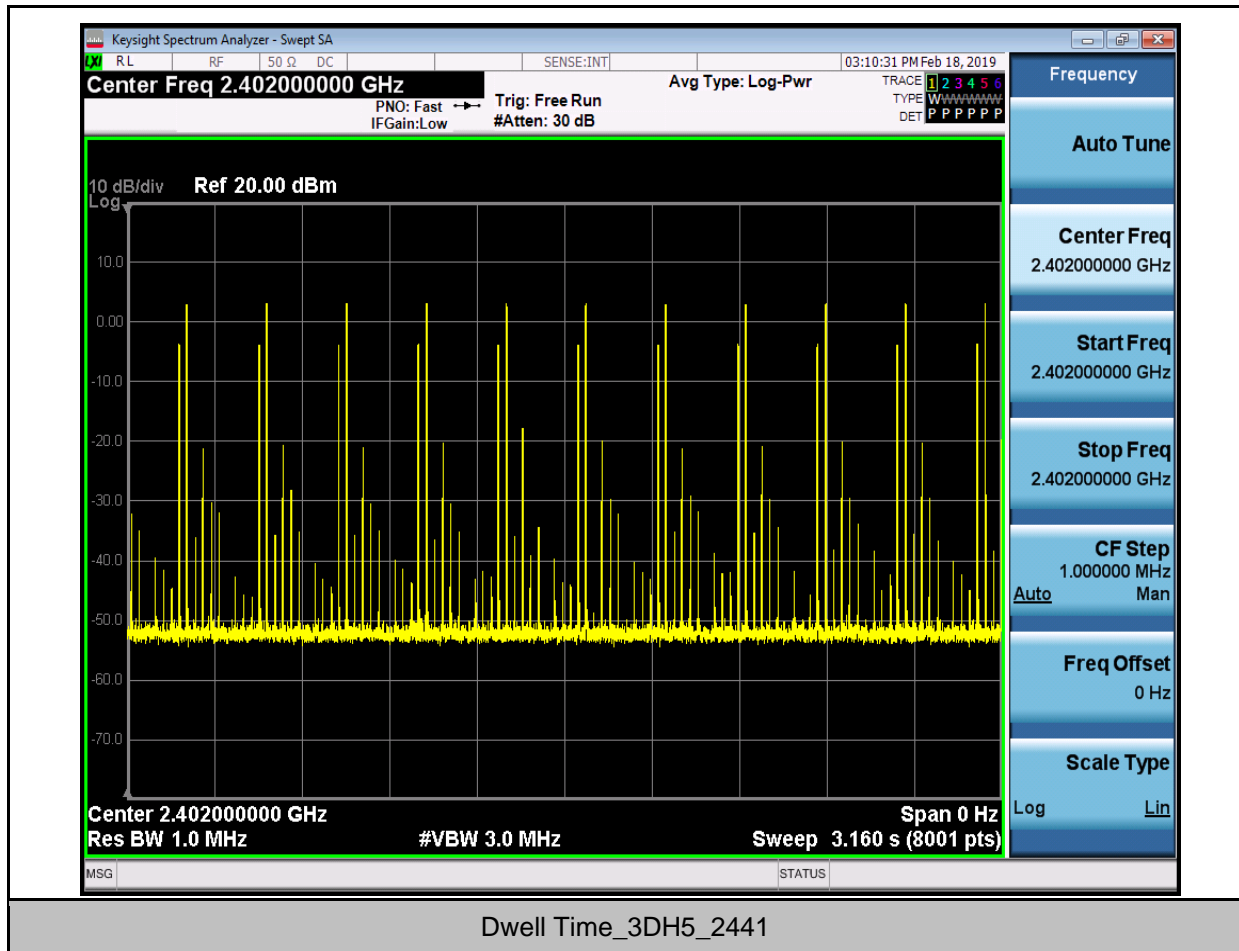 Keysight Spectrum Analyzer - Swept SA
LXI RL RF 50 Ω DC SENSE:INT 03:10:31 PM Feb 18, 2019
Center Freq 2.402000000 GHz
PNO: Fast
IFGain:Low
Trig: Free Run
#Atten: 30 dB
Avg Type: Log-Pwr
TRACE 1 2 3 4 5 6
TYPE WWWWWW
DET P P P P P P
10 dB/div Ref 20.00 dBm
Log
10.0
0.00
-10.0
-20.0
-30.0
-40.0
-50.0
-60.0
-70.0
Center 2.402000000 GHz Span 0 Hz
Res BW 1.0 MHz #VBW 3.0 MHz Sweep 3.160 s (8001 pts)
MSG STATUS
Frequency
Auto Tune
Center Freq
2.402000000 GHz
Start Freq
2.402000000 GHz
Stop Freq
2.402000000 GHz
CF Step
1.000000 MHz
Auto Man
Freq Offset
0 Hz
Scale Type
Log Lin
Dwell Time_3DH5_2441